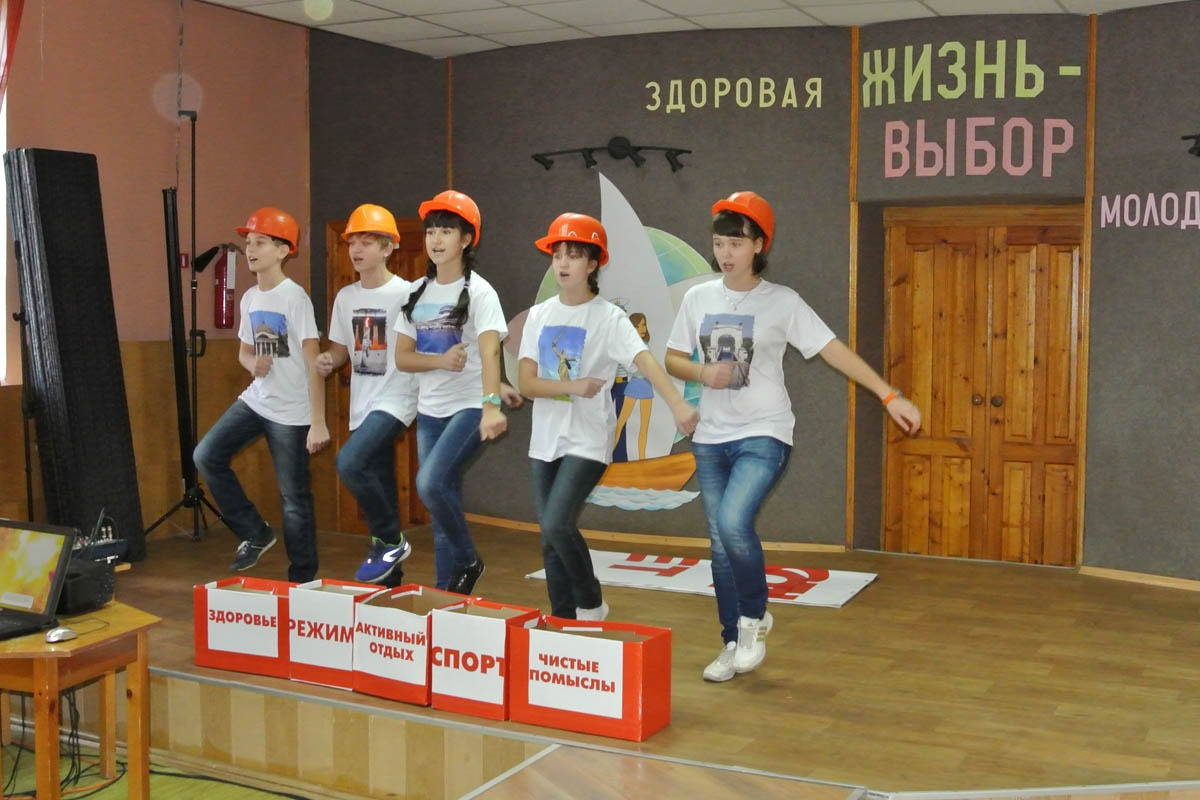 ЗДОРОВАЯ
ЖИЗНЬ-
ВЫБОР
МОЛОД
ЗДОРОВЬЕ
РЕЖИМ
АКТИВНЫЙ
ОТДЫХ
СПОРТ
ЧИСТЫЕ
ПОМЫСЛЫ